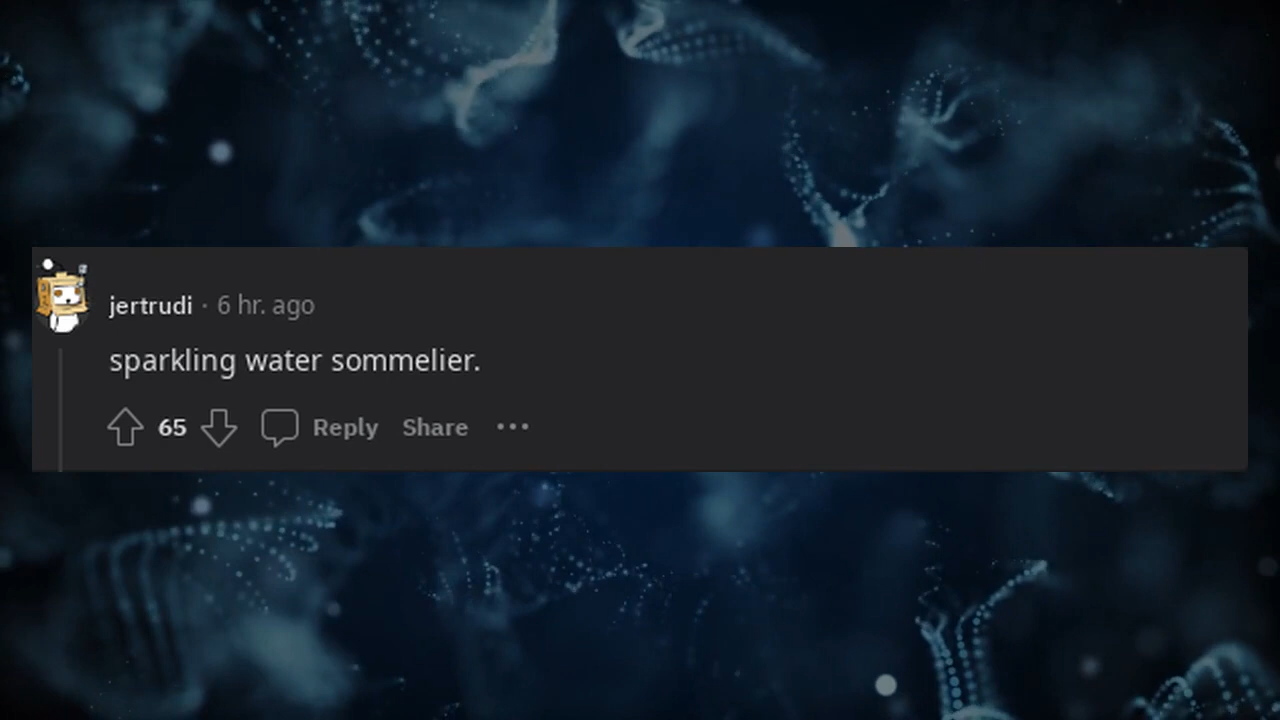 jertrudi · 6 hr. ago
sparkling water sommelier.
65 Reply Share ···